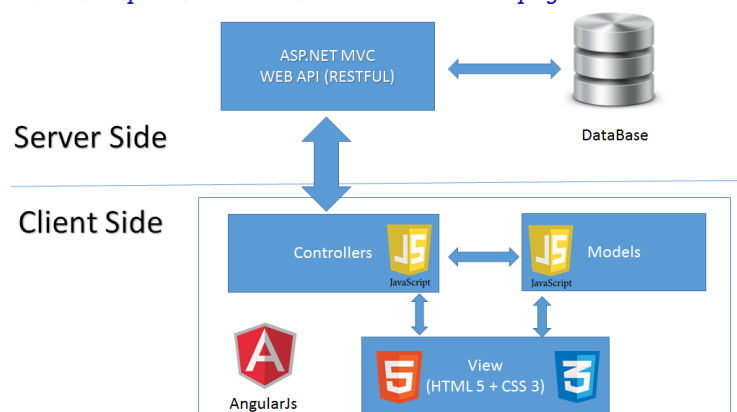 ASP.NET MVC
WEB API (RESTFUL)
DataBase
Server Side
Client Side
Controllers
JS
JavaScript
JS
JavaScript
Models
A
AngularJs
5
View
(HTML 5 + CSS 3)
3